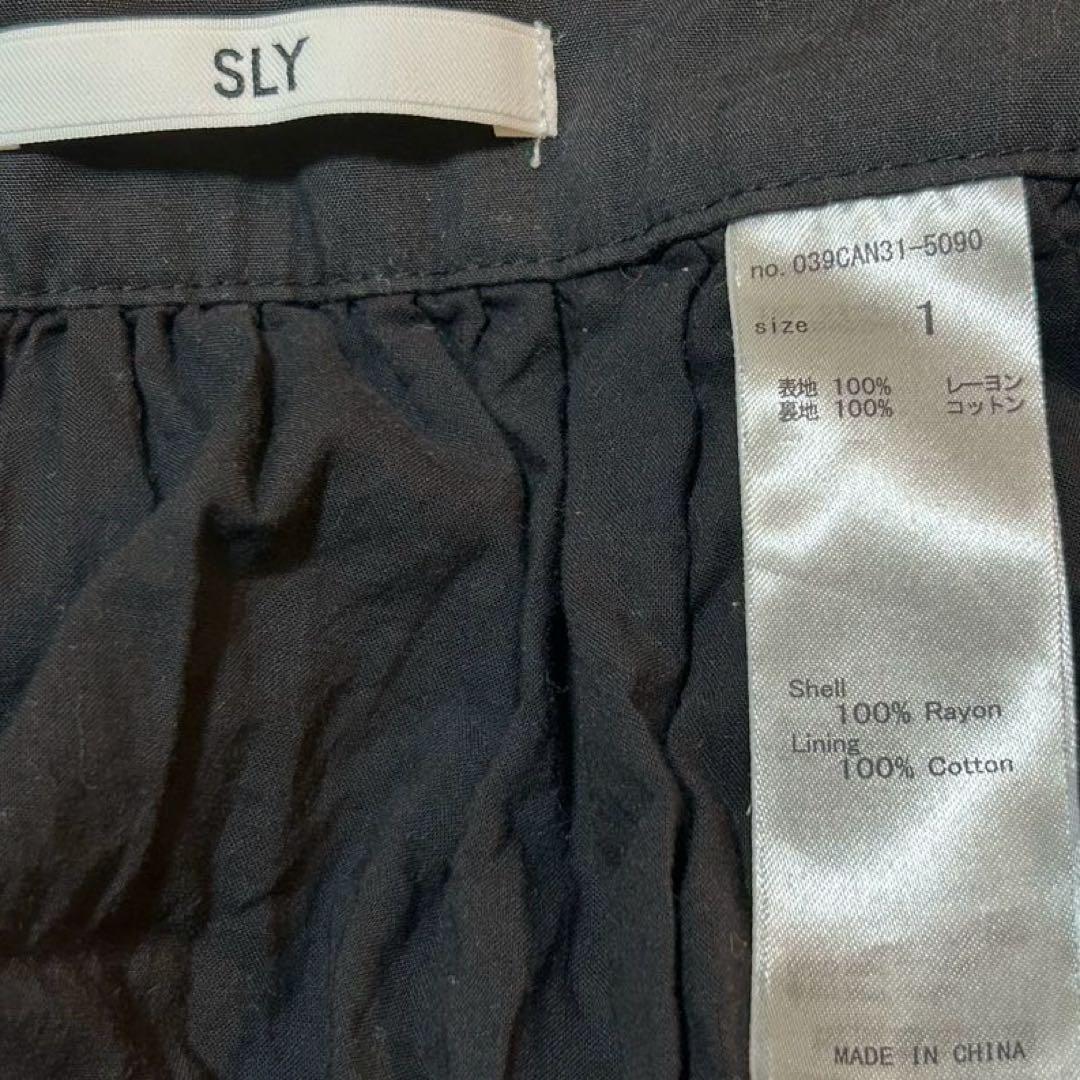 SLY
no. 039CAN31-5090
size 1
表地 100% レーヨン
裏地 100% コットン
Shell
100% Rayon
Lining
100% Cotton
MADE IN CHINA